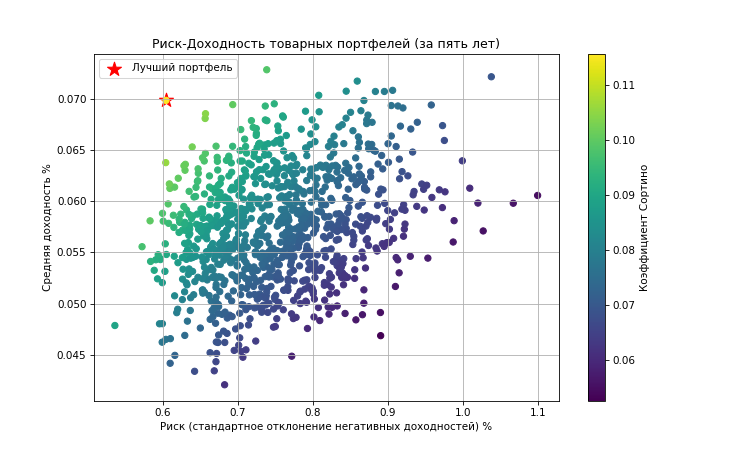 Риск-Доходность товарных портфелей (за пять лет)
Лучший портфель
Средняя доходность %
0.070
0.065
0.060
0.055
0.050
0.045
0.6 0.7 0.8 0.9 1.0 1.1
Риск (стандартное отклонение негативных доходностей) %
0.11
0.10
0.09
0.08
0.07
0.06
Коэффициент Сортино